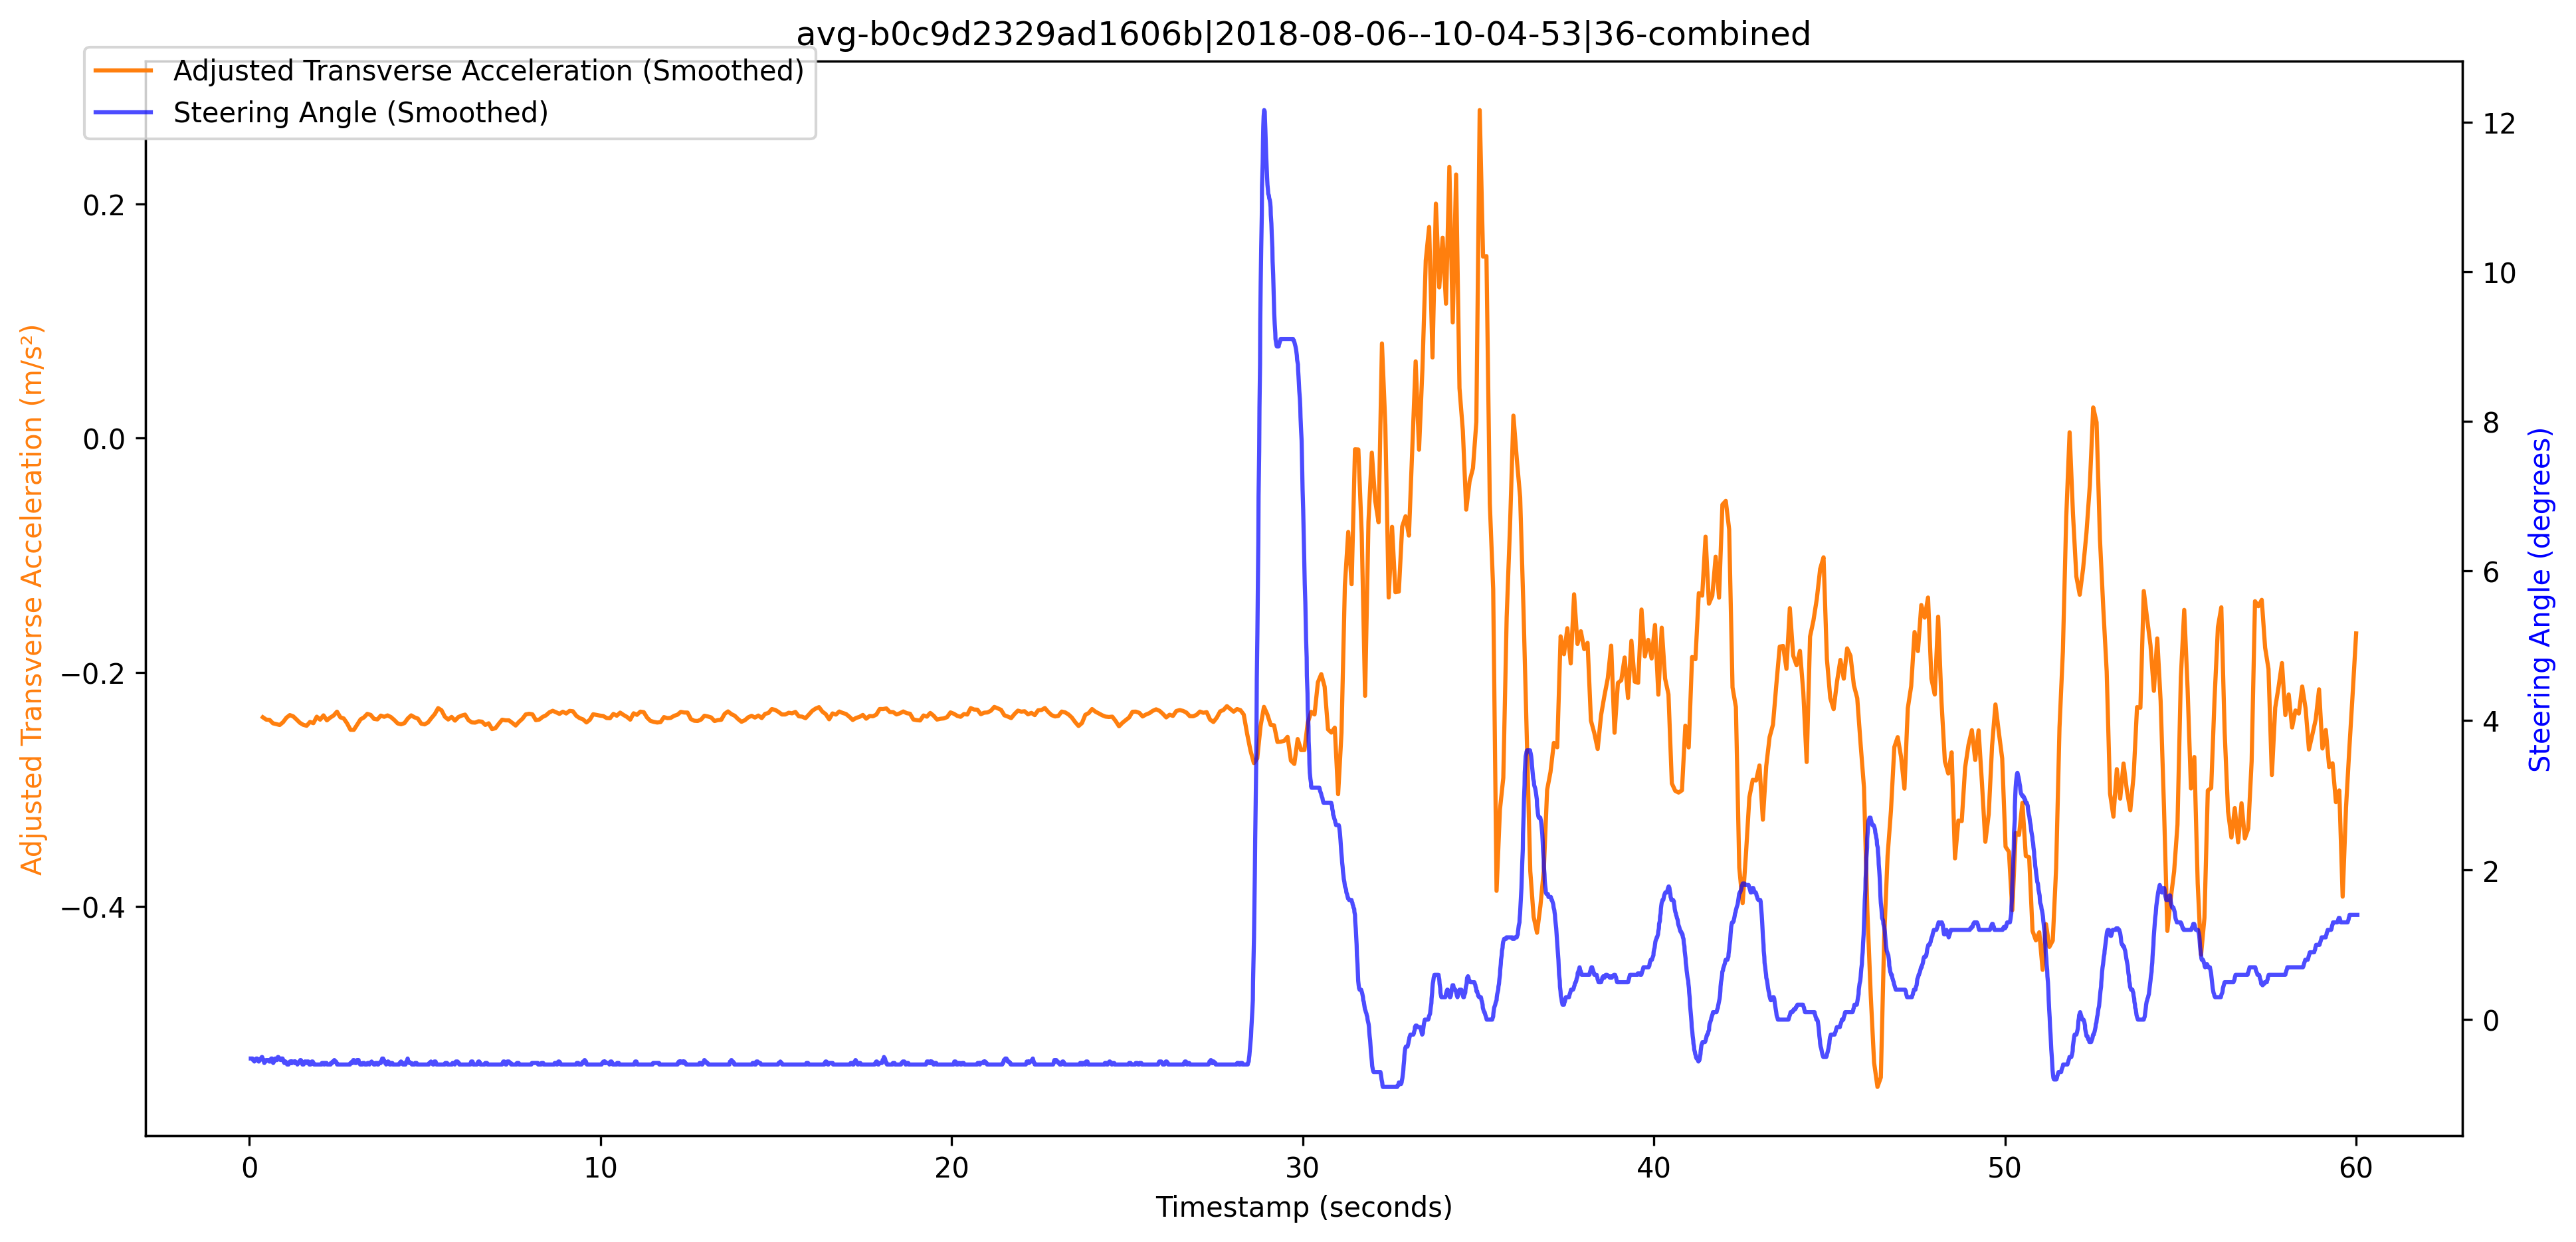 avg-b0c9d2329ad1606b|2018-08-06--10-04-53|36-combined
Adjusted Transverse Acceleration (Smoothed)
Steering Angle (Smoothed)
Adjusted Transverse Acceleration (m/s²)
0.2
0.0
−0.2
−0.4
12
10
8
6
4
2
0
Steering Angle (degrees)
0 10 20 30 40 50 60
Timestamp (seconds)